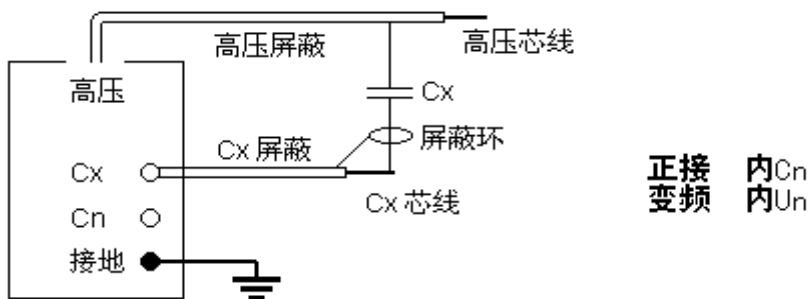 高压屏蔽
高压芯线
高压
Cx
屏蔽环
Cx 屏蔽
Cx
Cx 芯线
Cn
接地
正接 内Cn
变频 内Un